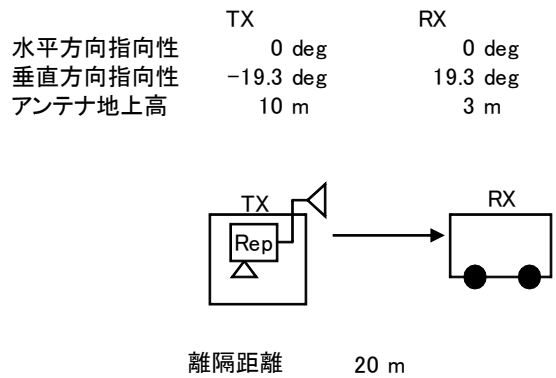 TX RX
水平方向指向性 0 deg 0 deg
垂直方向指向性 -19.3 deg 19.3 deg
アンテナ地上高 10 m 3 m
TX RX
Rep
離隔距離 20 m